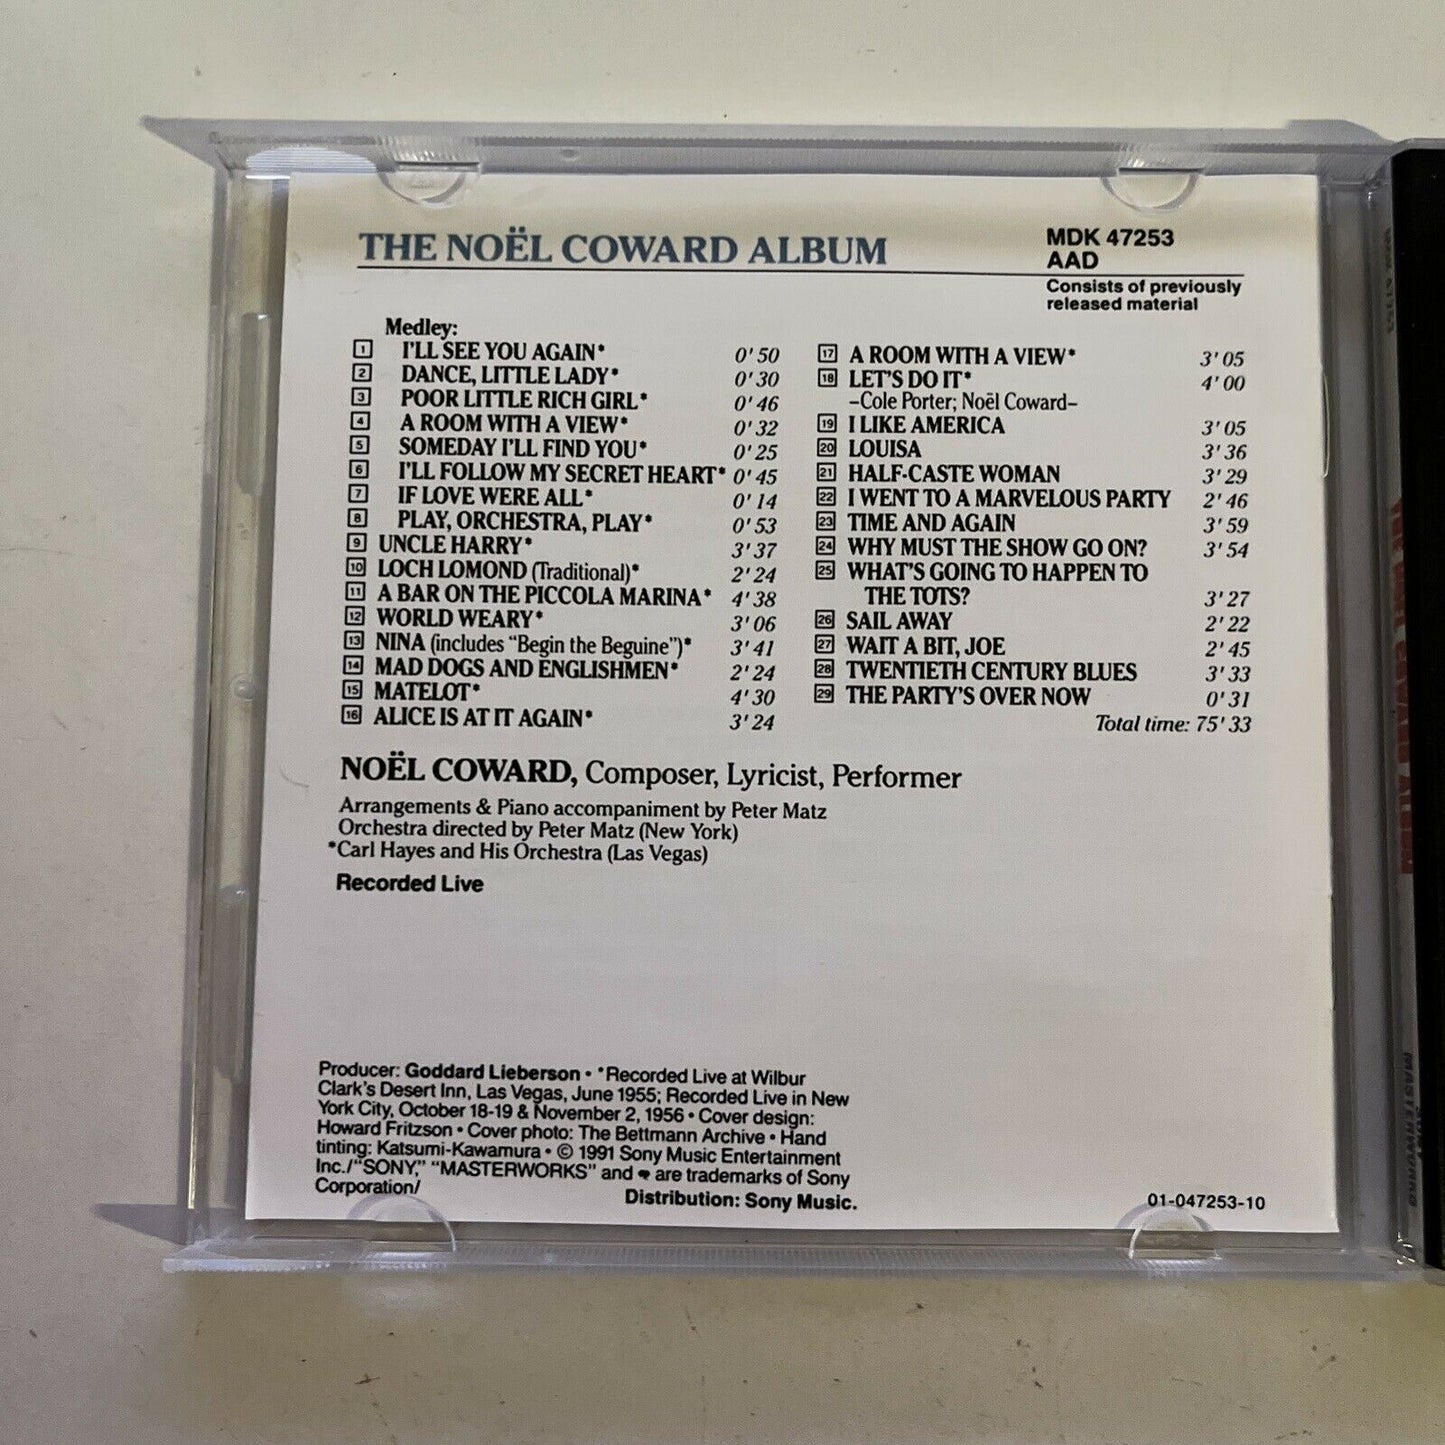 THE NOËL COWARD ALBUM
MDK 47253
AAD
Consists of previously
released material
Medley:
1 I'LL SEE YOU AGAIN* 0'50
2 DANCE, LITTLE LADY* 0'30
3 POOR LITTLE RICH GIRL* 0'46
4 A ROOM WITH A VIEW* 0'32
5 SOMEDAY I'LL FIND YOU* 0'25
6 I'LL FOLLOW MY SECRET HEART* 0'45
7 IF LOVE WERE ALL* 0'14
8 PLAY, ORCHESTRA, PLAY* 0'53
9 UNCLE HARRY* 3'37
10 LOCH LOMOND (Traditional)* 2'24
11 A BAR ON THE PICCOLA MARINA* 4'38
12 WORLD WEARY* 3'06
13 NINA (includes "Begin the Beguine")* 3'41
14 MAD DOGS AND ENGLISHMEN* 2'24
15 MATELOT* 4'30
16 ALICE IS AT IT AGAIN* 3'24
17 A ROOM WITH A VIEW* 3'05
18 LET'S DO IT* 4'00
–Cole Porter; Noël Coward–
19 I LIKE AMERICA 3'05
20 LOUISA 3'36
21 HALF-CASTE WOMAN 3'29
22 I WENT TO A MARVELOUS PARTY 2'46
23 TIME AND AGAIN 3'59
24 WHY MUST THE SHOW GO ON? 3'54
25 WHAT'S GOING TO HAPPEN TO
THE TOTS? 3'27
26 SAIL AWAY 2'22
27 WAIT A BIT, JOE 2'45
28 TWENTIETH CENTURY BLUES 3'33
29 THE PARTY'S OVER NOW 0'31
Total time: 75'33
NOËL COWARD, Composer, Lyricist, Performer
Arrangements & Piano accompaniment by Peter Matz
Orchestra directed by Peter Matz (New York)
*Carl Hayes and His Orchestra (Las Vegas)
Recorded Live
Producer: Goddard Lieberson • *Recorded Live at Wilbur
Clark's Desert Inn, Las Vegas, June 1955; Recorded Live in New
York City, October 18-19 & November 2, 1956 • Cover design:
Howard Fritzson • Cover photo: The Bettmann Archive • Hand
tinting: Katsumi-Kawamura • © 1991 Sony Music Entertainment
Inc./"SONY," "MASTERWORKS" and are trademarks of Sony
Corporation/
Distribution: Sony Music.
01-047253-10
THE NOËL COWARD ALBUM
SONY
MASTERWORKS